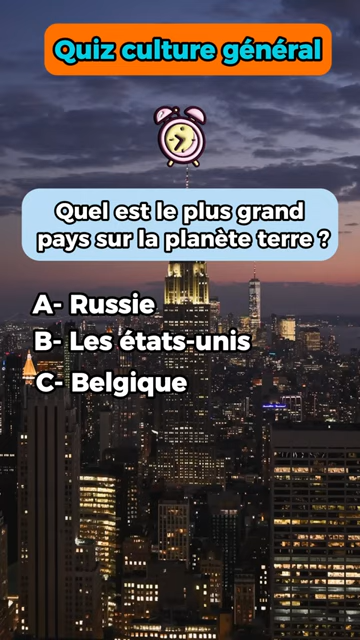 Quiz culture général
Quel est le plus grand
pays sur la planète terre ?
A- Russie
B- Les états-unis
C- Belgique